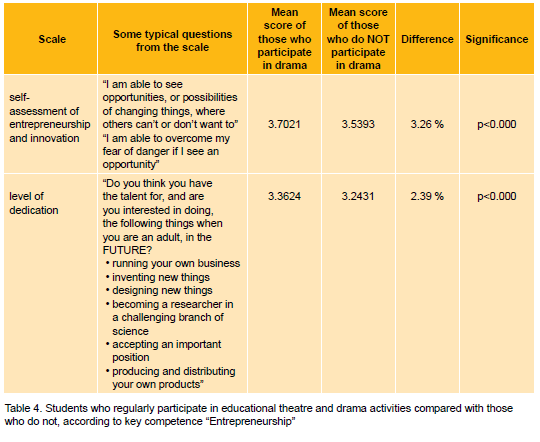 Scale
Some typical questions
from the scale
Mean
score of
those who
participate
in drama
Mean score
of those
who do NOT
participate
in drama
Difference
Significance
self-
assessment of
entrepreneurship
and innovation
“I am able to see
opportunities, or possibilities
of changing things, where
others can’t or don’t want to”
“I am able to overcome my
fear of danger if I see an
opportunity”
3.7021
3.5393
3.26 %
p<0.000
level of
dedication
“Do you think you have
the talent for, and are
you interested in doing,
the following things when
you are an adult, in the
FUTURE?
• running your own business
• inventing new things
• designing new things
• becoming a researcher in
a challenging branch of
science
• accepting an important
position
• producing and distributing
your own products”
3.3624
3.2431
2.39 %
p<0.000
Table 4. Students who regularly participate in educational theatre and drama activities compared with those
who do not, according to key competence “Entrepreneurship”